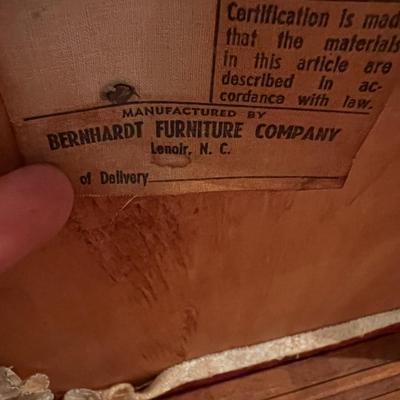 Certification is mad
that the materials
in this article are
described in ac-
cordance with law.
MANUFACTURED BY
BERNHARDT FURNITURE COMPANY
Lenoir, N. C.
of Delivery